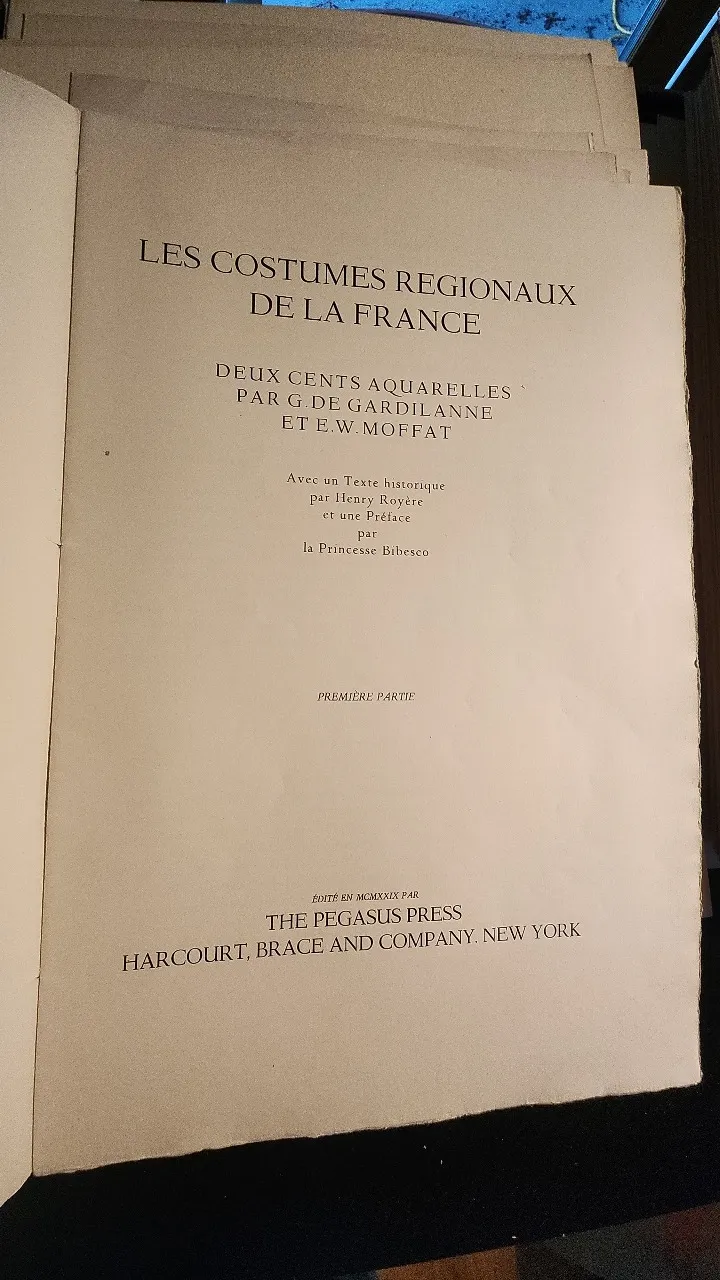 LES COSTUMES REGIONAUX
DE LA FRANCE
DEUX CENTS AQUARELLES
PAR G. DE GARDILANNE
ET E.W. MOFFAT
Avec un Texte historique
par Henry Royère
et une Préface
par
la Princesse Bibesco
PREMIÈRE PARTIE
ÉDITÉ EN MCMXXIX PAR
THE PEGASUS PRESS
HARCOURT, BRACE AND COMPANY. NEW YORK